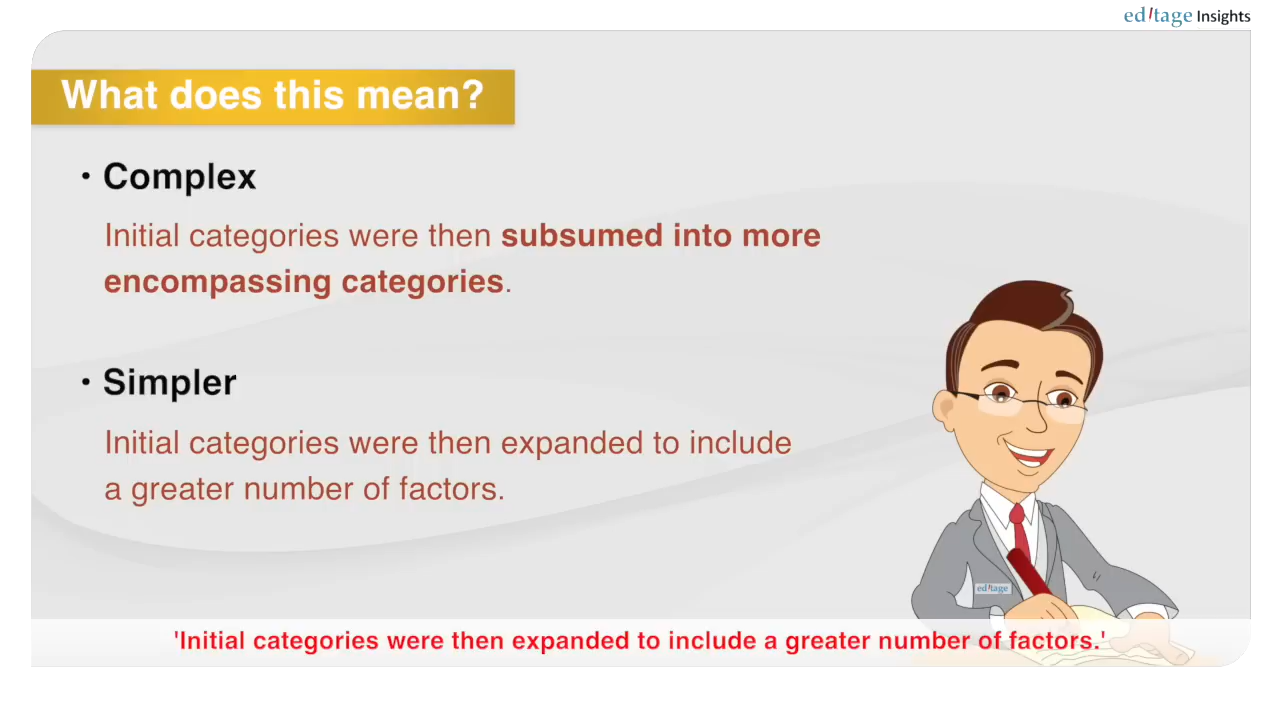 editage Insights
What does this mean?
• Complex
Initial categories were then subsumed into more
encompassing categories.
• Simpler
Initial categories were then expanded to include
a greater number of factors.
editage
'Initial categories were then expanded to include a greater number of factors.'